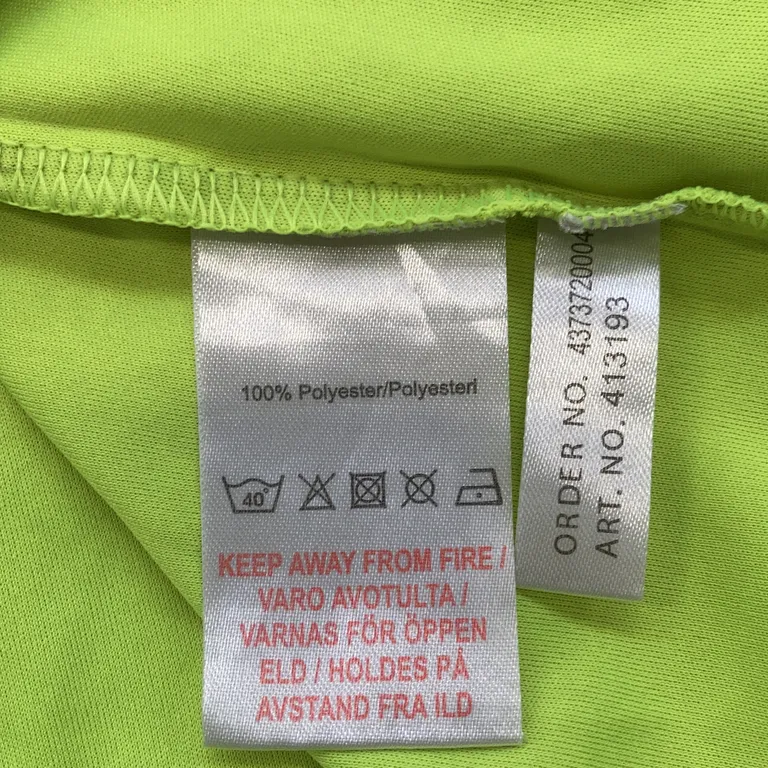 100% Polyester/Polyesteri
40°
KEEP AWAY FROM FIRE /
VARO AVOTULTA /
VARNAS FÖR ÖPPEN
ELD / HOLDES PÅ
AVSTAND FRA ILD
ORDER NO. 4373720004
ART. NO. 413193